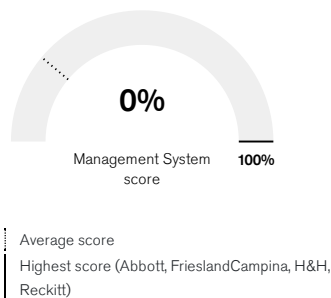 0%
Management System
score
100%
Average score
Highest score (Abbott, FrieslandCampina, H&H,
Reckitt)